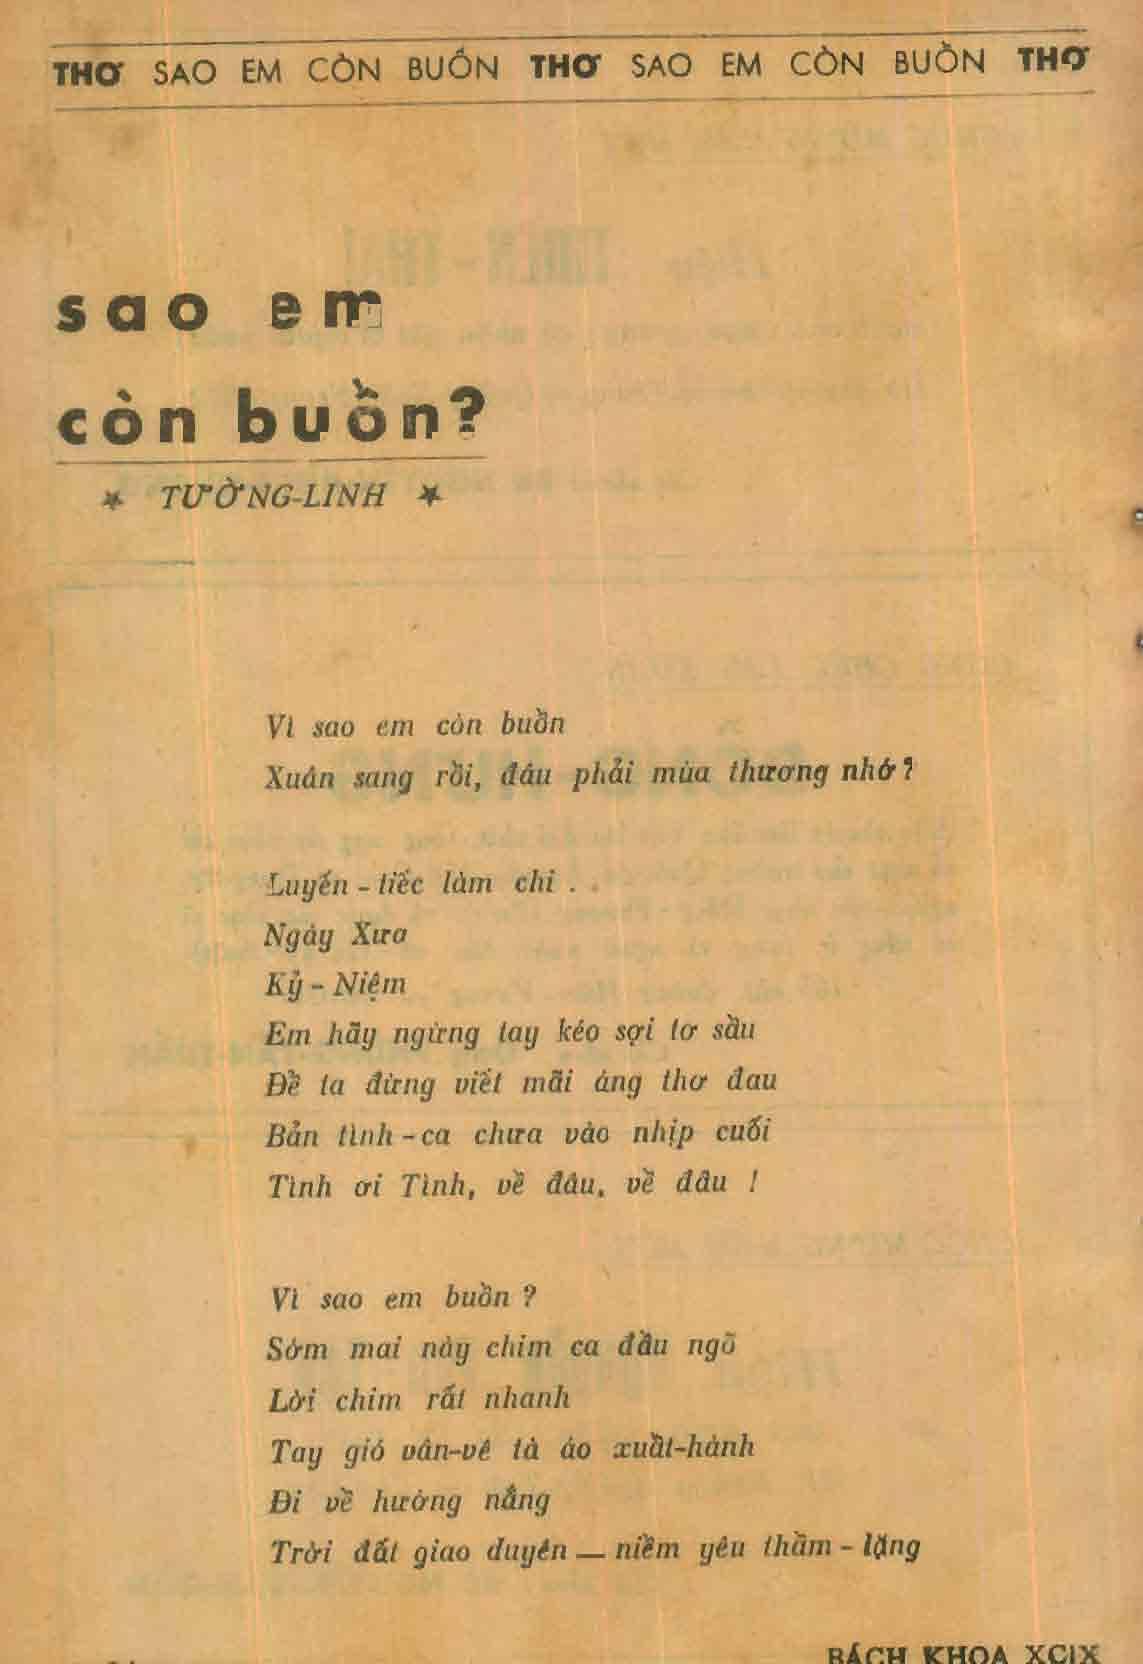 THƠ SAO EM CÒN BUỒN THƠ SAO EM CÒN BUỒN THƠ
sao em
còn buồn?
★ TƯỜNG-LINH ★
Vì sao em còn buồn
Xuân sang rồi, đâu phải mùa thương nhớ?
Luyến - tiếc làm chi . .
Ngày Xưa
Kỷ - Niệm
Em hãy ngừng tay kéo sợi tơ sầu
Để ta đừng viết mãi áng thơ đau
Bản tình - ca chưa vào nhịp cuối
Tình ơi Tình, về đâu, về đâu !
Vì sao em buồn ?
Sớm mai này chim ca đầu ngõ
Lời chim rất nhanh
Tay gió vân-vê tà áo xuất-hành
Đi về hướng nắng
Trời đất giao duyên — niềm yêu thầm - lặng
BÁCH KHOA XCIX